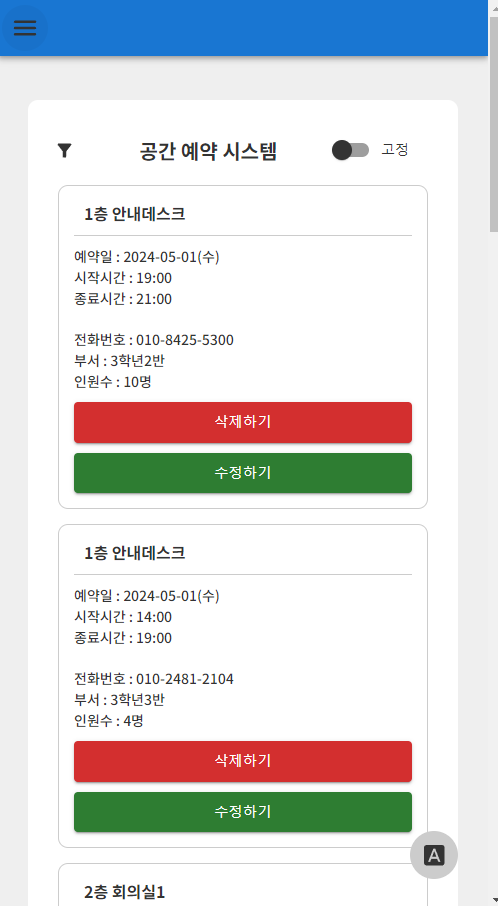 공간 예약 시스템
고정
1층 안내데스크
예약일 : 2024-05-01(수)
시작시간 : 19:00
종료시간 : 21:00
전화번호 : 010-8425-5300
부서 : 3학년2반
인원수 : 10명
삭제하기
수정하기
1층 안내데스크
예약일 : 2024-05-01(수)
시작시간 : 14:00
종료시간 : 19:00
전화번호 : 010-2481-2104
부서 : 3학년3반
인원수 : 4명
삭제하기
수정하기
A
2층 회의실1